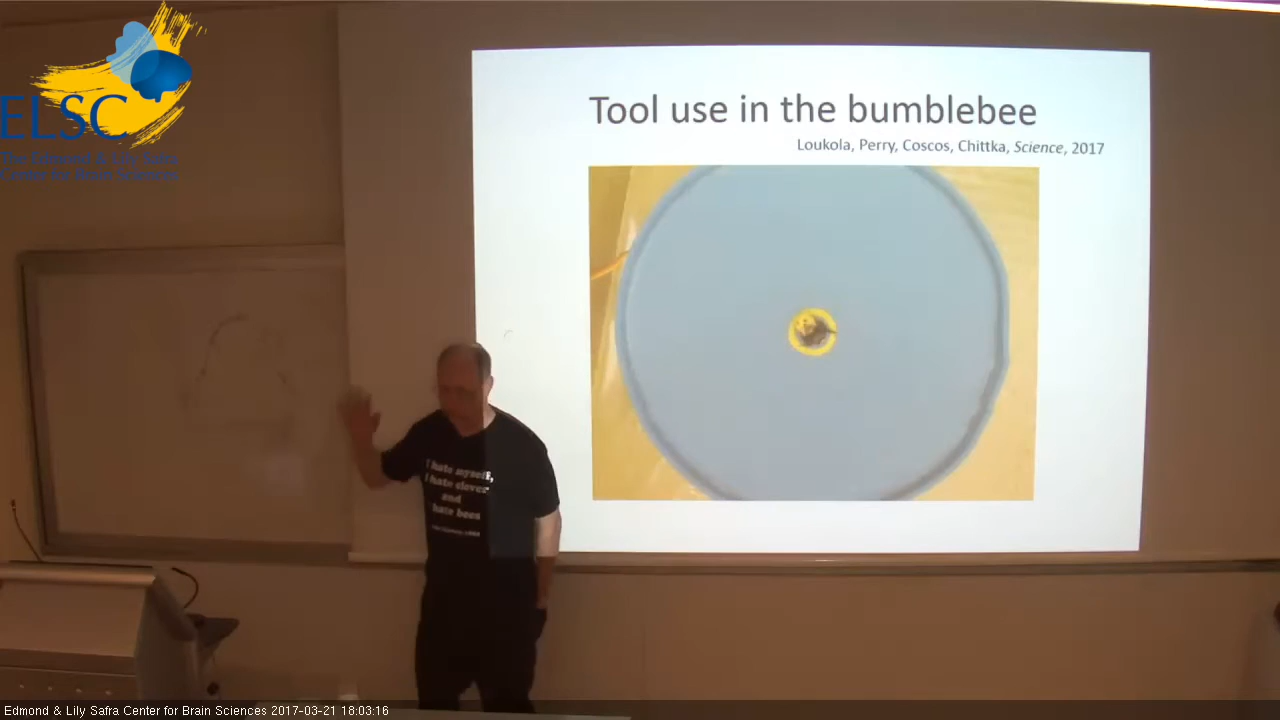 ELSC
The Edmond & Lily Safra
Center for Brain Sciences
Tool use in the bumblebee
Loukola, Perry, Coscos, Chittka, Science, 2017
I hate myself,
I hate clover
and
hate bees
Edmond & Lily Safra Center for Brain Sciences 2017-03-21 18:03:16